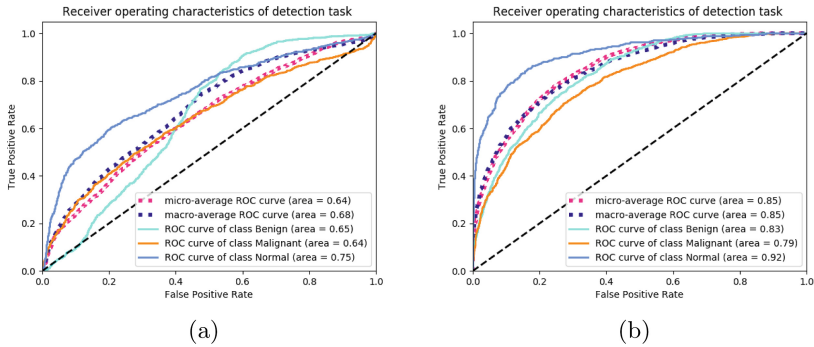 Receiver operating characteristics of detection task
1.0
0.8
0.6
0.4
0.2
0.0
True Positive Rate
micro-average ROC curve (area = 0.64)
macro-average ROC curve (area = 0.68)
ROC curve of class Benign (area = 0.65)
ROC curve of class Malignant (area = 0.64)
ROC curve of class Normal (area = 0.75)
0.0 0.2 0.4 0.6 0.8 1.0
False Positive Rate
(a)
Receiver operating characteristics of detection task
1.0
0.8
0.6
0.4
0.2
0.0
True Positive Rate
micro-average ROC curve (area = 0.85)
macro-average ROC curve (area = 0.85)
ROC curve of class Benign (area = 0.83)
ROC curve of class Malignant (area = 0.79)
ROC curve of class Normal (area = 0.92)
0.0 0.2 0.4 0.6 0.8 1.0
False Positive Rate
(b)